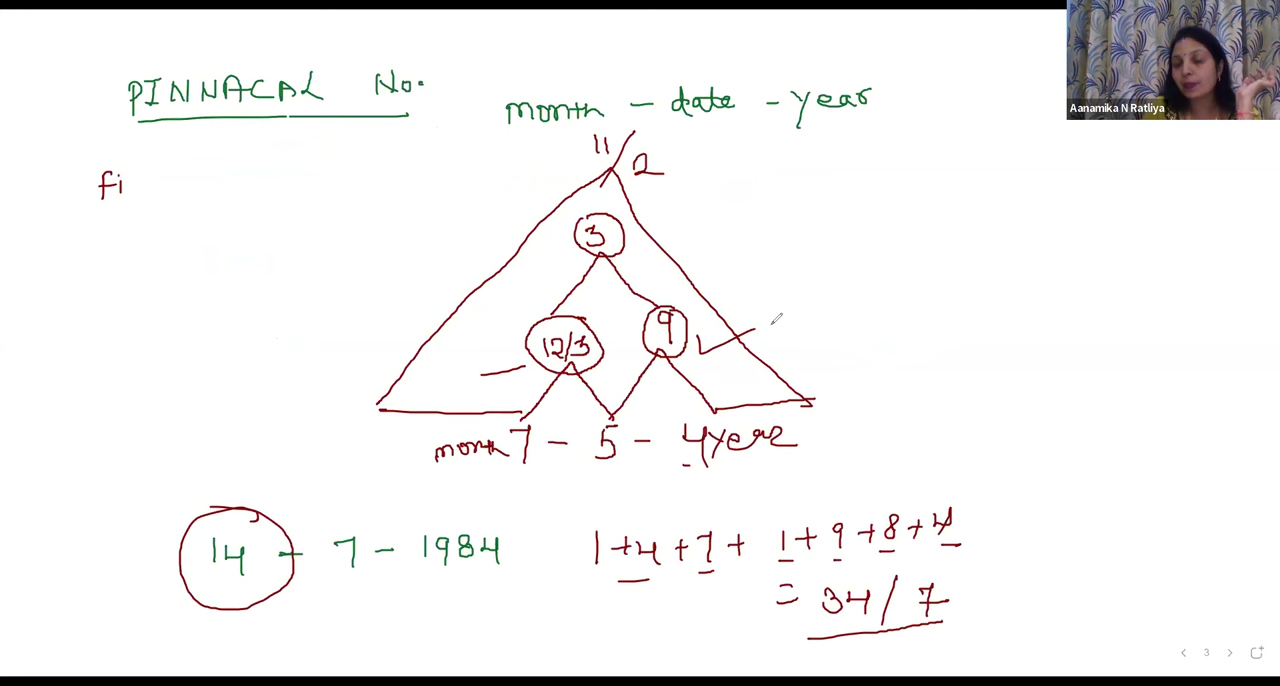 PINNACAL No.
month - date - year
Aanamika N Ratliya
11
2
fi
3
12/3
9
month 7 - 5 - 4 year
14 - 7 - 1984
1+4+7+ 1+9+8+4
= 34/7
3